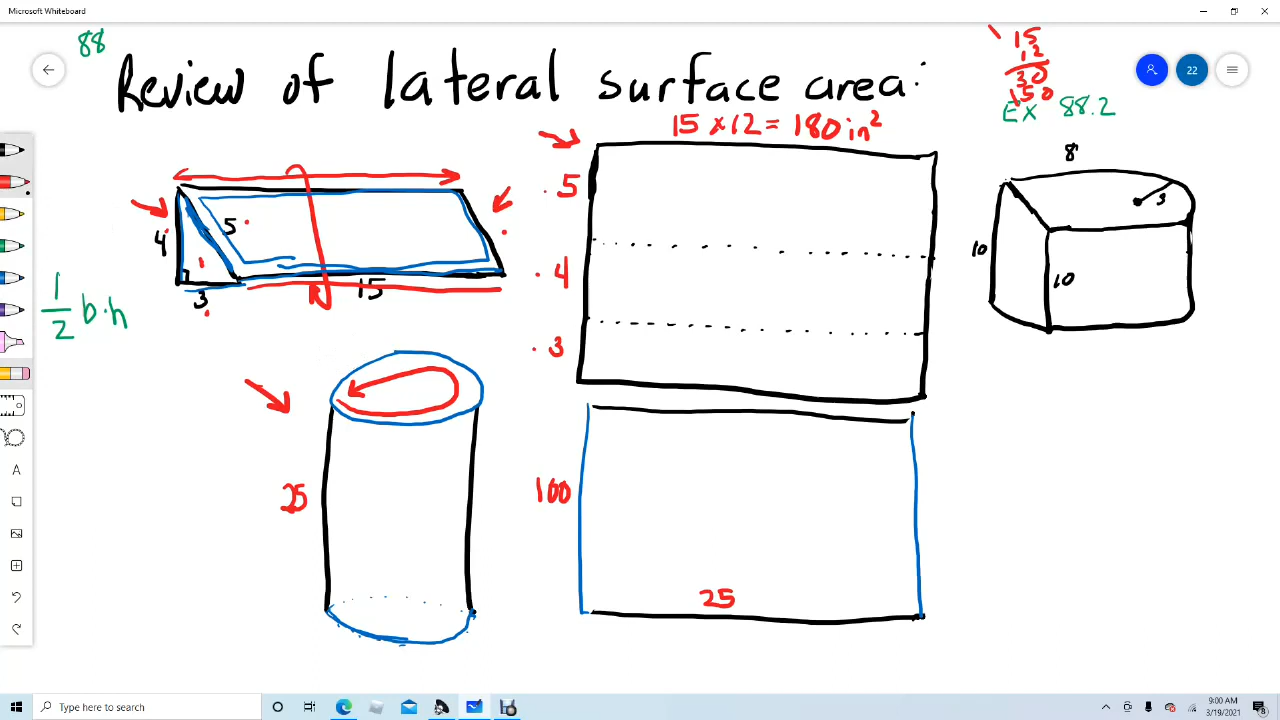 Microsoft Whiteboard
88
Review of lateral surface area:
15
12
30
150
EX 88.2
15 x 12 = 180 in²
4
5
3
15
1/2 b·h
5
4
3
8
3
10
10
25
100
25
A
22
Type here to search
9:00 AM
3/19/2021
8